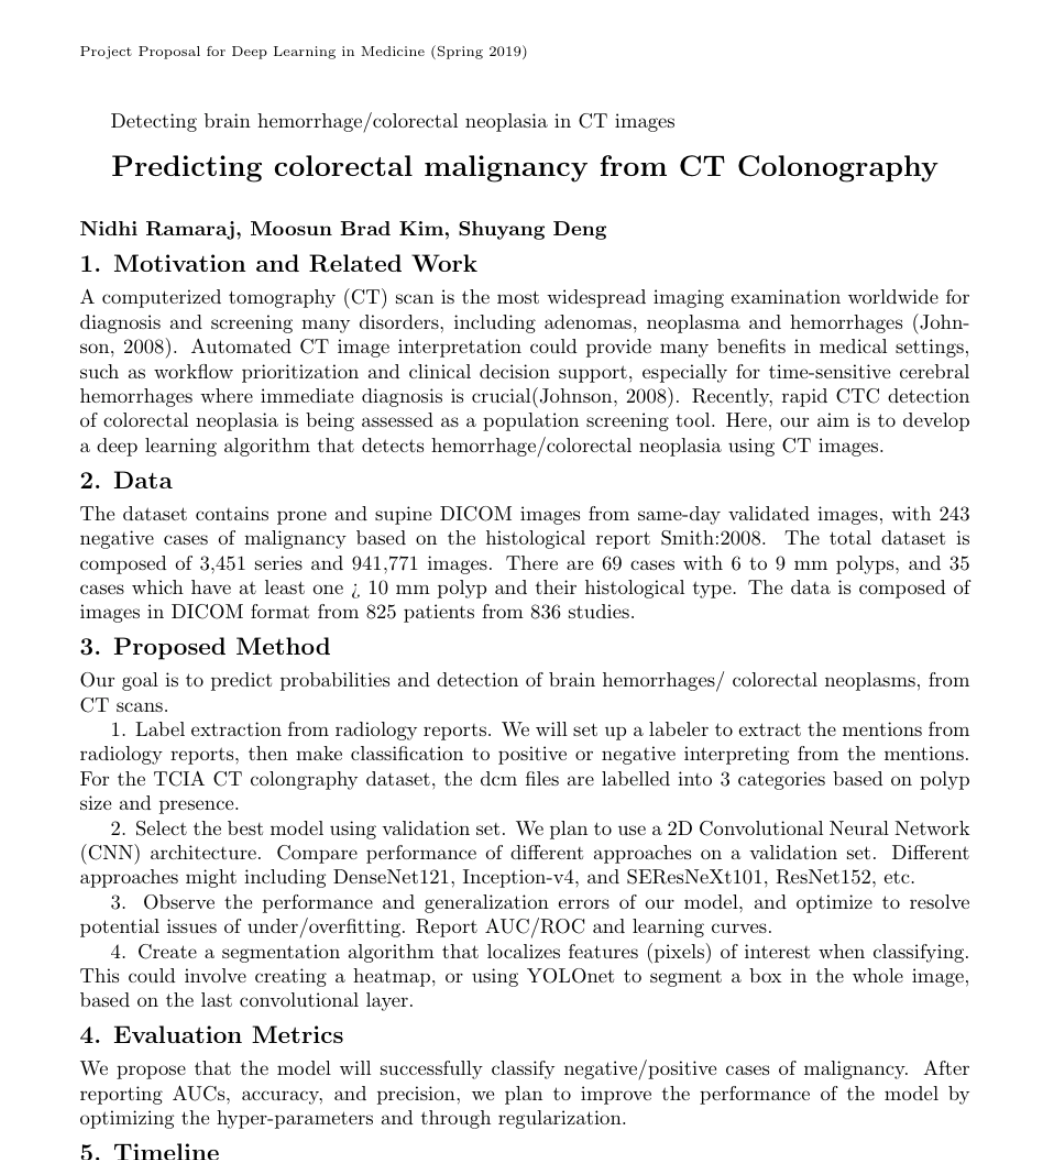 Project Proposal for Deep Learning in Medicine (Spring 2019)
Detecting brain hemorrhage/colorectal neoplasia in CT images
Predicting colorectal malignancy from CT Colonography
Nidhi Ramaraj, Moosun Brad Kim, Shuyang Deng
1. Motivation and Related Work
A computerized tomography (CT) scan is the most widespread imaging examination worldwide for
diagnosis and screening many disorders, including adenomas, neoplasma and hemorrhages (John-
son, 2008). Automated CT image interpretation could provide many benefits in medical settings,
such as workflow prioritization and clinical decision support, especially for time-sensitive cerebral
hemorrhages where immediate diagnosis is crucial(Johnson, 2008). Recently, rapid CTC detection
of colorectal neoplasia is being assessed as a population screening tool. Here, our aim is to develop
a deep learning algorithm that detects hemorrhage/colorectal neoplasia using CT images.
2. Data
The dataset contains prone and supine DICOM images from same-day validated images, with 243
negative cases of malignancy based on the histological report Smith:2008. The total dataset is
composed of 3,451 series and 941,771 images. There are 69 cases with 6 to 9 mm polyps, and 35
cases which have at least one ¿ 10 mm polyp and their histological type. The data is composed of
images in DICOM format from 825 patients from 836 studies.
3. Proposed Method
Our goal is to predict probabilities and detection of brain hemorrhages/ colorectal neoplasms, from
CT scans.
1. Label extraction from radiology reports. We will set up a labeler to extract the mentions from
radiology reports, then make classification to positive or negative interpreting from the mentions.
For the TCIA CT colongraphy dataset, the dcm files are labelled into 3 categories based on polyp
size and presence.
2. Select the best model using validation set. We plan to use a 2D Convolutional Neural Network
(CNN) architecture. Compare performance of different approaches on a validation set. Different
approaches might including DenseNet121, Inception-v4, and SEResNeXt101, ResNet152, etc.
3. Observe the performance and generalization errors of our model, and optimize to resolve
potential issues of under/overfitting. Report AUC/ROC and learning curves.
4. Create a segmentation algorithm that localizes features (pixels) of interest when classifying.
This could involve creating a heatmap, or using YOLOnet to segment a box in the whole image,
based on the last convolutional layer.
4. Evaluation Metrics
We propose that the model will successfully classify negative/positive cases of malignancy. After
reporting AUCs, accuracy, and precision, we plan to improve the performance of the model by
optimizing the hyper-parameters and through regularization.
5. Timeline